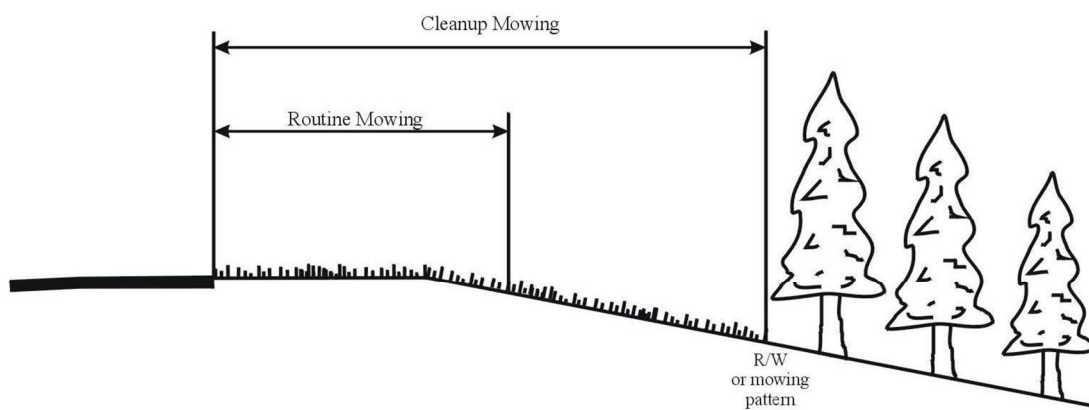 Cleanup Mowing
Routine Mowing
R/W
or mowing
pattern